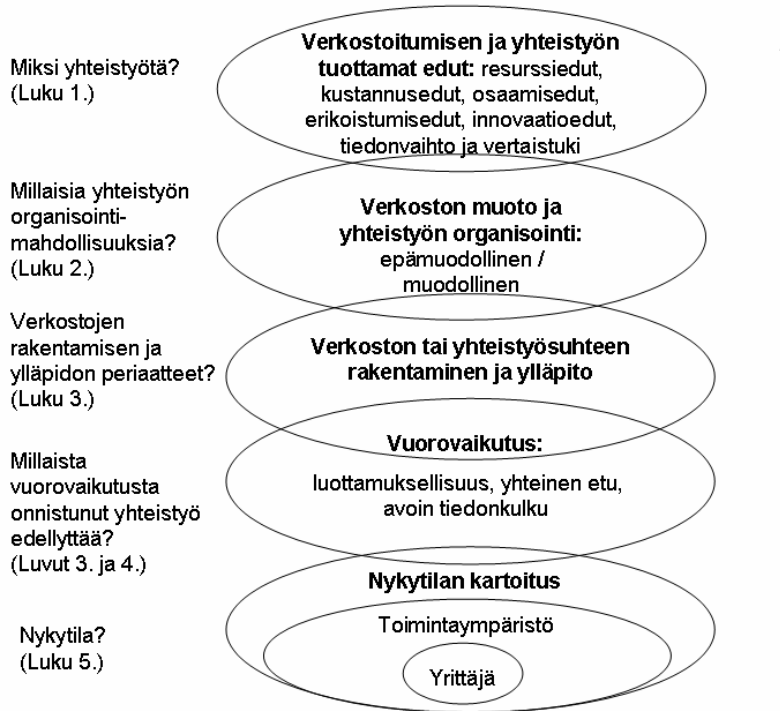 Miksi yhteistyötä?
(Luku 1.)
Verkostoitumisen ja yhteistyön
tuottamat edut: resurssiedut,
kustannusedut, osaamisedut,
erikoistumisedut, innovaatioedut,
tiedonvaihto ja vertaistuki
Millaisia yhteistyön
organisointi-
mahdollisuuksia?
(Luku 2.)
Verkoston muoto ja
yhteistyön organisointi:
epämuodollinen /
muodollinen
Verkostojen
rakentamisen ja
ylläpidon periaatteet?
(Luku 3.)
Verkoston tai yhteistyösuhteen
rakentaminen ja ylläpito
Millaista
vuorovaikutusta
onnistunut yhteistyö
edellyttää?
(Luvut 3. ja 4.)
Vuorovaikutus:
luottamuksellisuus, yhteinen etu,
avoin tiedonkulku
Nykytila?
(Luku 5.)
Nykytilan kartoitus
Toimintaympäristö
Yrittäjä